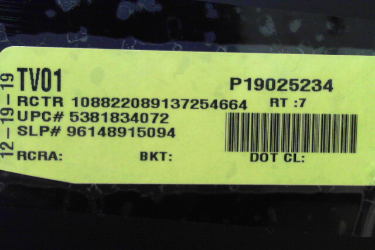 12-19-19
TV01 P19025234
RCTR 108822089137254664 RT :7
UPC# 5381834072
SLP# 96148915094
RCRA: BKT: DOT CL: